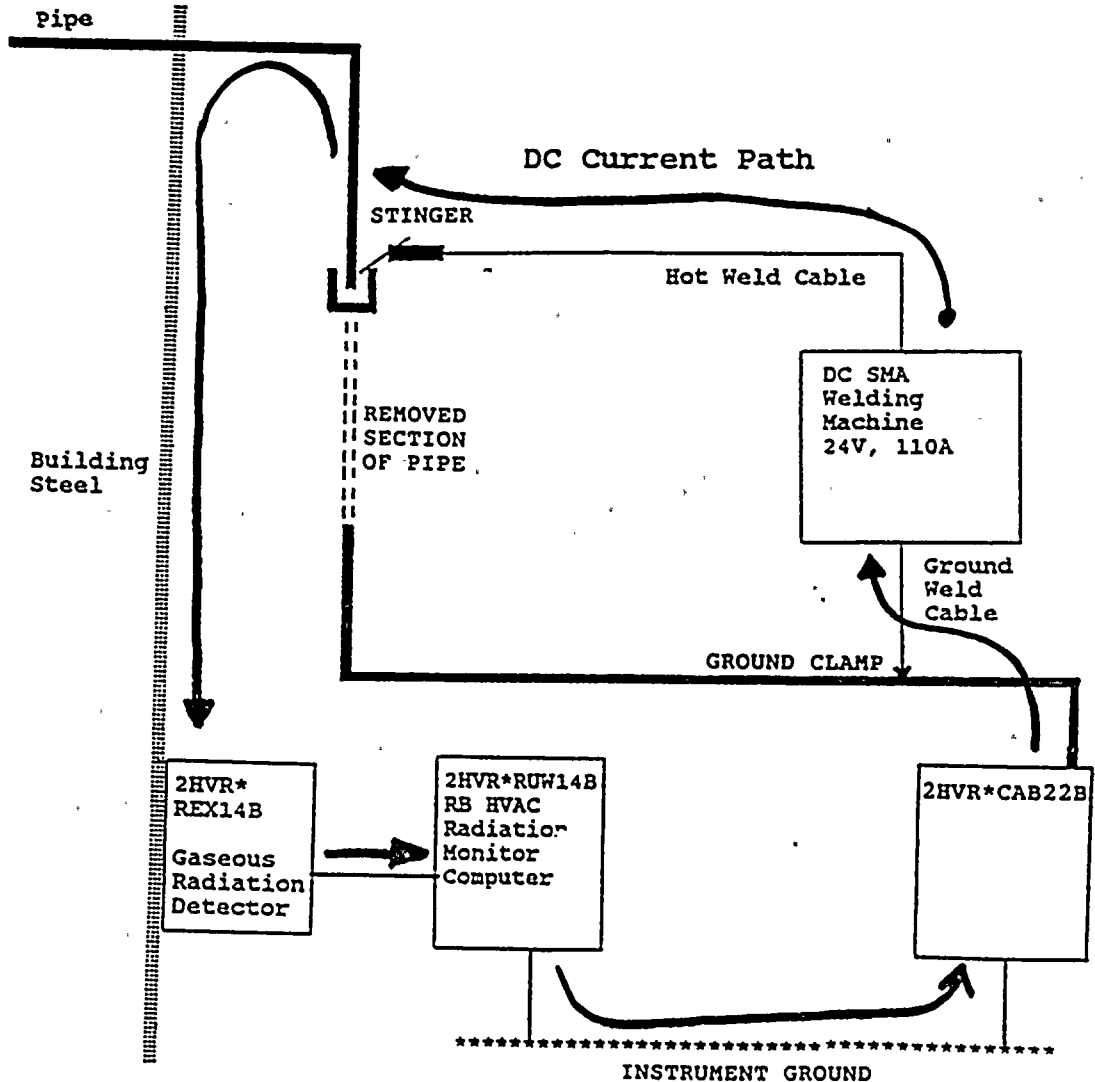 Pipe
DC Current Path
STINGER
Hot Weld Cable
DC SMA
Welding
Machine
24V, 110A
REMOVED
SECTION
OF PIPE
Building
Steel
Ground
Weld
Cable
GROUND CLAMP
2HVR*
REX14B
Gaseous
Radiation
Detector
2HVR*RUW14B
RB HVAC
Radiation
Monitor
Computer
2HVR*CAB22B
INSTRUMENT GROUND